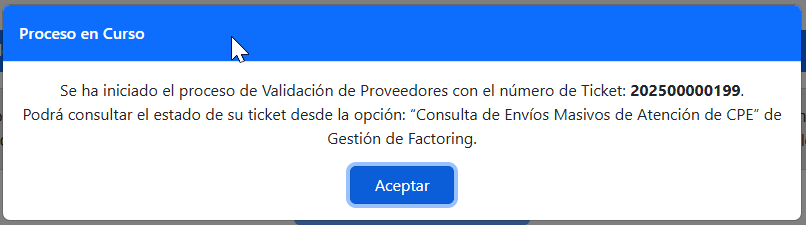 Proceso en Curso
Se ha iniciado el proceso de Validación de Proveedores con el número de Ticket: 202500000199.
Podrá consultar el estado de su ticket desde la opción: “Consulta de Envíos Masivos de Atención de CPE” de
Gestión de Factoring.
Aceptar